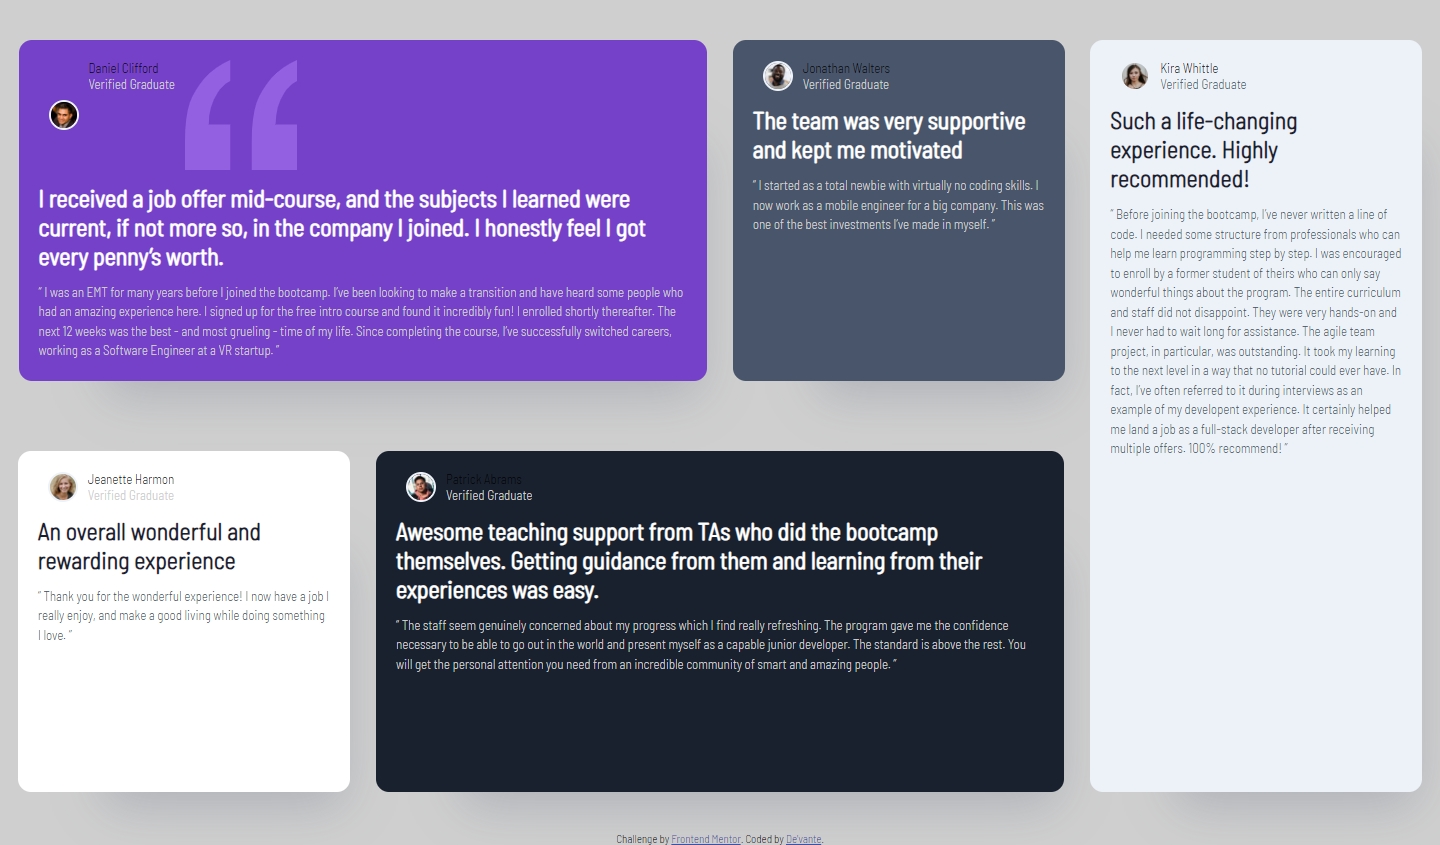 Daniel Clifford
Verified Graduate
I received a job offer mid-course, and the subjects I learned were
current, if not more so, in the company I joined. I honestly feel I got
every penny’s worth.
“ I was an EMT for many years before I joined the bootcamp. I’ve been looking to make a transition and have heard some people who
had an amazing experience here. I signed up for the free intro course and found it incredibly fun! I enrolled shortly thereafter. The
next 12 weeks was the best - and most grueling - time of my life. Since completing the course, I’ve successfully switched careers,
working as a Software Engineer at a VR startup. ”
Jonathan Walters
Verified Graduate
The team was very supportive
and kept me motivated
“ I started as a total newbie with virtually no coding skills. I
now work as a mobile engineer for a big company. This was
one of the best investments I’ve made in myself. ”
Kira Whittle
Verified Graduate
Such a life-changing
experience. Highly
recommended!
“ Before joining the bootcamp, I’ve never written a line of
code. I needed some structure from professionals who can
help me learn programming step by step. I was encouraged
to enroll by a former student of theirs who can only say
wonderful things about the program. The entire curriculum
and staff did not disappoint. They were very hands-on and
I never had to wait long for assistance. The agile team
project, in particular, was outstanding. It took my learning
to the next level in a way that no tutorial could ever have. In
fact, I’ve often referred to it during interviews as an
example of my developent experience. It certainly helped
me land a job as a full-stack developer after receiving
multiple offers. 100% recommend! ”
Jeanette Harmon
Verified Graduate
An overall wonderful and
rewarding experience
“ Thank you for the wonderful experience! I now have a job I
really enjoy, and make a good living while doing something
I love. ”
Patrick Abrams
Verified Graduate
Awesome teaching support from TAs who did the bootcamp
themselves. Getting guidance from them and learning from their
experiences was easy.
“ The staff seem genuinely concerned about my progress which I find really refreshing. The program gave me the confidence
necessary to be able to go out in the world and present myself as a capable junior developer. The standard is above the rest. You
will get the personal attention you need from an incredible community of smart and amazing people. ”
Challenge by Frontend Mentor. Coded by De'vante.